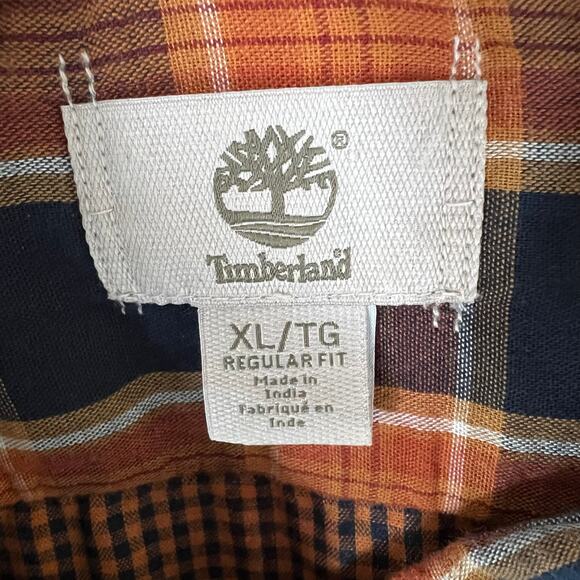 ®
Timberland®
XL/TG
REGULAR FIT
Made in
India
Fabriqué en
Inde